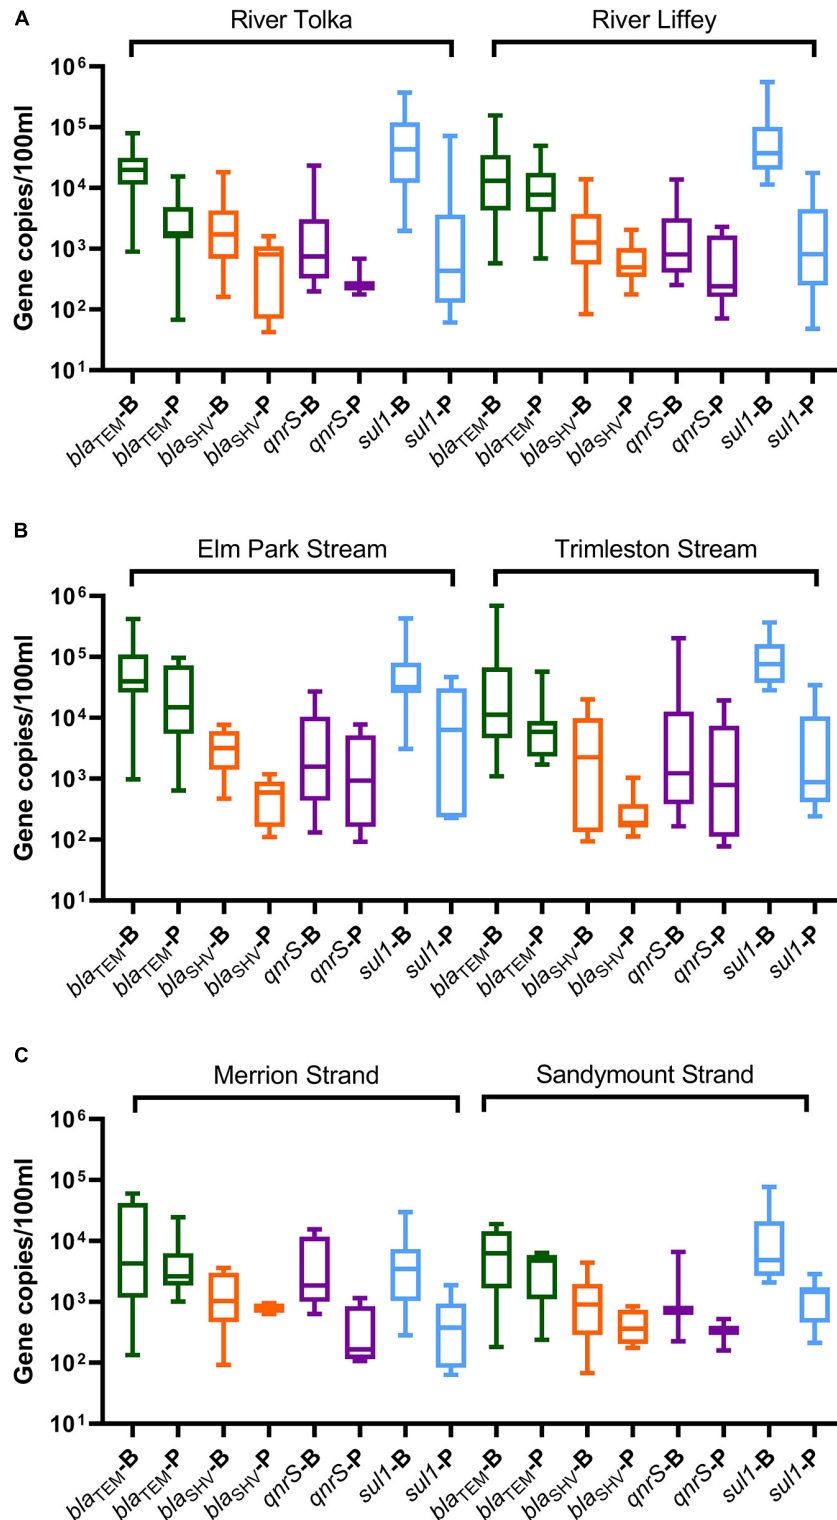 A
River Tolka River Liffey
Gene copies/100ml
10⁶
10⁵
10⁴
10³
10²
10¹
blaTEM-B blaTEM-P blaSHV-B blaSHV-P qnrS-B qnrS-P sul1-B sul1-P blaTEM-B blaTEM-P blaSHV-B blaSHV-P qnrS-B qnrS-P sul1-B sul1-P
B
Elm Park Stream Trimleston Stream
Gene copies/100ml
10⁶
10⁵
10⁴
10³
10²
10¹
blaTEM-B blaTEM-P blaSHV-B blaSHV-P qnrS-B qnrS-P sul1-B sul1-P blaTEM-B blaTEM-P blaSHV-B blaSHV-P qnrS-B qnrS-P sul1-B sul1-P
C
Merrion Strand Sandymount Strand
Gene copies/100ml
10⁶
10⁵
10⁴
10³
10²
10¹
blaTEM-B blaTEM-P blaSHV-B blaSHV-P qnrS-B qnrS-P sul1-B sul1-P blaTEM-B blaTEM-P blaSHV-B blaSHV-P qnrS-B qnrS-P sul1-B sul1-P